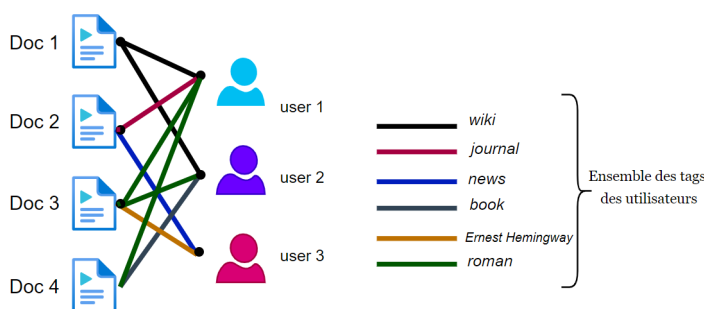 Doc 1
Doc 2
Doc 3
Doc 4
user 1
user 2
user 3
wiki
journal
news
book
Ernest Hemingway
roman
Ensemble des tags
des utilisateurs